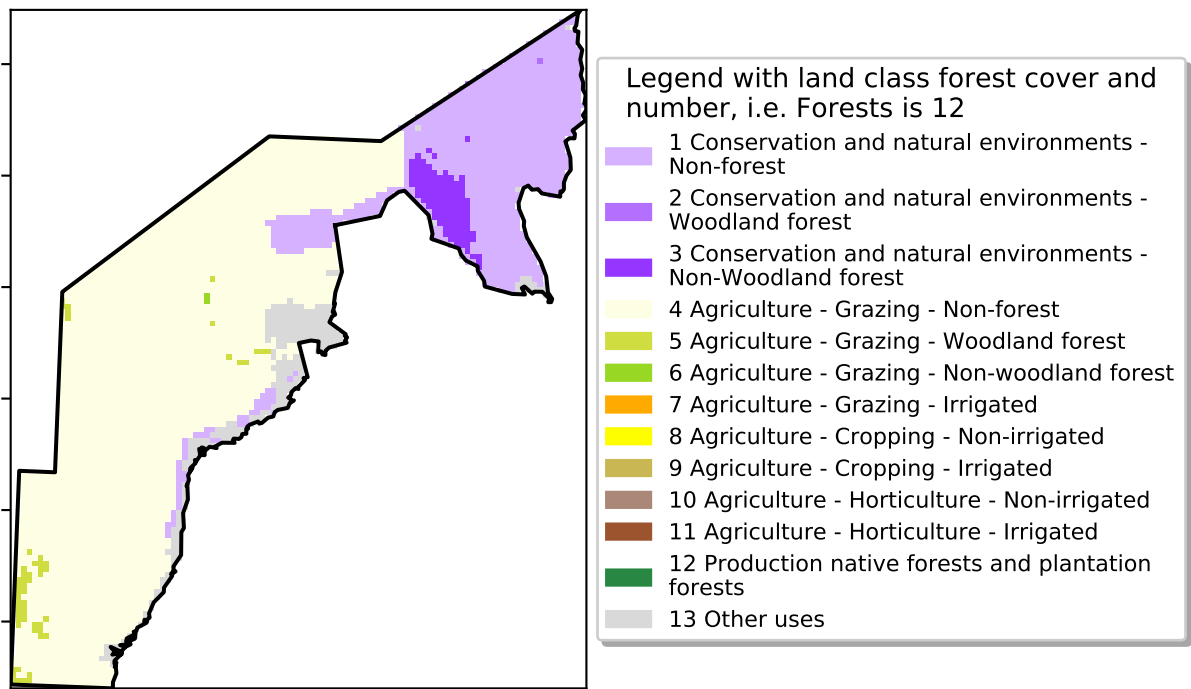 Legend with land class forest cover and
number, i.e. Forests is 12
1 Conservation and natural environments -
Non-forest
2 Conservation and natural environments -
Woodland forest
3 Conservation and natural environments -
Non-Woodland forest
4 Agriculture - Grazing - Non-forest
5 Agriculture - Grazing - Woodland forest
6 Agriculture - Grazing - Non-woodland forest
7 Agriculture - Grazing - Irrigated
8 Agriculture - Cropping - Non-irrigated
9 Agriculture - Cropping - Irrigated
10 Agriculture - Horticulture - Non-irrigated
11 Agriculture - Horticulture - Irrigated
12 Production native forests and plantation
forests
13 Other uses